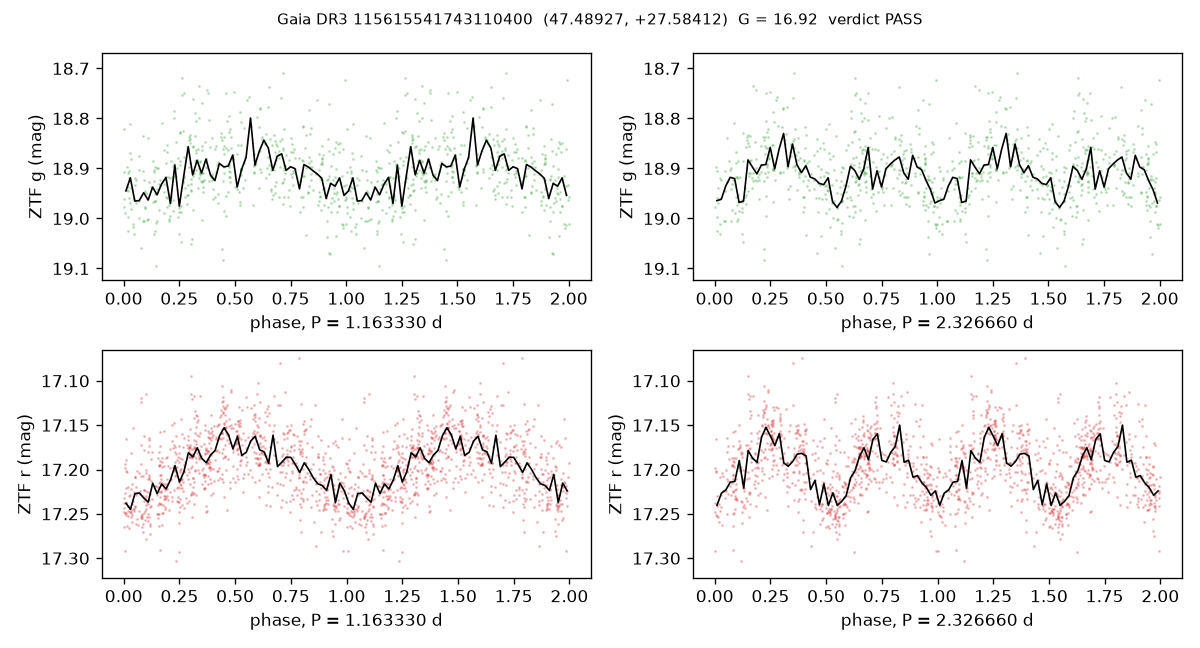 Gaia DR3 115615541743110400  (47.48927, +27.58412)  G = 16.92  verdict PASS
ZTF g (mag)
18.7
18.8
18.9
19.0
19.1
0.00 0.25 0.50 0.75 1.00 1.25 1.50 1.75 2.00
phase, P = 1.163330 d
ZTF g (mag)
18.7
18.8
18.9
19.0
19.1
0.00 0.25 0.50 0.75 1.00 1.25 1.50 1.75 2.00
phase, P = 2.326660 d
ZTF r (mag)
17.10
17.15
17.20
17.25
17.30
0.00 0.25 0.50 0.75 1.00 1.25 1.50 1.75 2.00
phase, P = 1.163330 d
ZTF r (mag)
17.10
17.15
17.20
17.25
17.30
0.00 0.25 0.50 0.75 1.00 1.25 1.50 1.75 2.00
phase, P = 2.326660 d